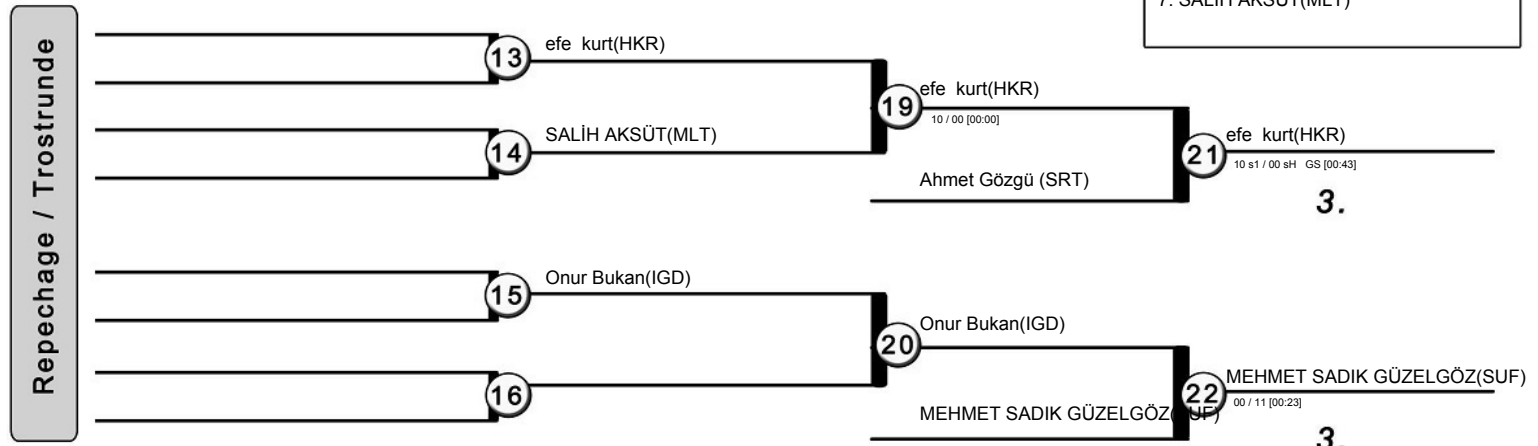 7. SALİH AKSÜT(MLT)
Repechage / Trostrunde
13
efe kurt(HKR)
14
SALİH AKSÜT(MLT)
19
efe kurt(HKR)
10 / 00 [00:00]
Ahmet Gözgü (SRT)
21
efe kurt(HKR)
10 s1 / 00 sH GS [00:43]
3.
15
Onur Bukan(IGD)
16
20
Onur Bukan(IGD)
MEHMET SADIK GÜZELGÖZ(SUF)
22
MEHMET SADIK GÜZELGÖZ(SUF)
00 / 11 [00:23]
3.